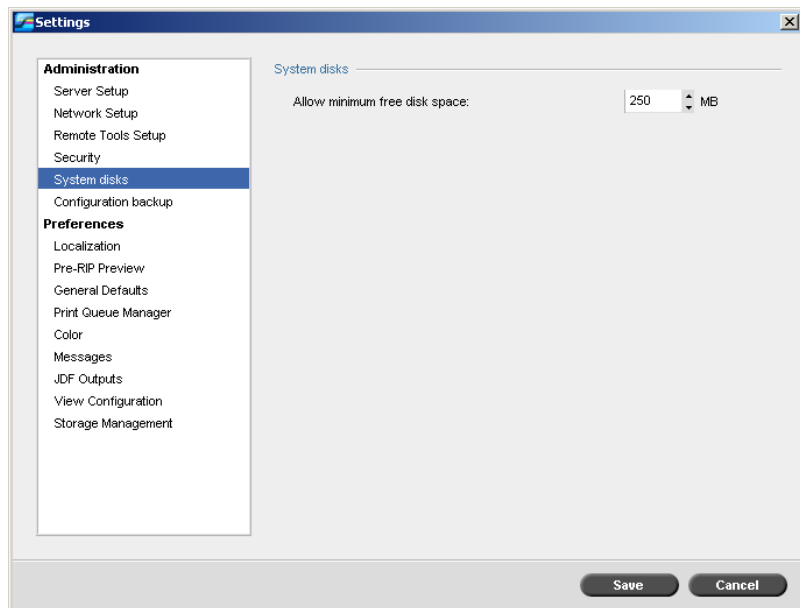 Settings
Administration
Server Setup
Network Setup
Remote Tools Setup
Security
System disks
Configuration backup
Preferences
Localization
Pre-RIP Preview
General Defaults
Print Queue Manager
Color
Messages
JDF Outputs
View Configuration
Storage Management
System disks
Allow minimum free disk space: 250 MB
Save Cancel